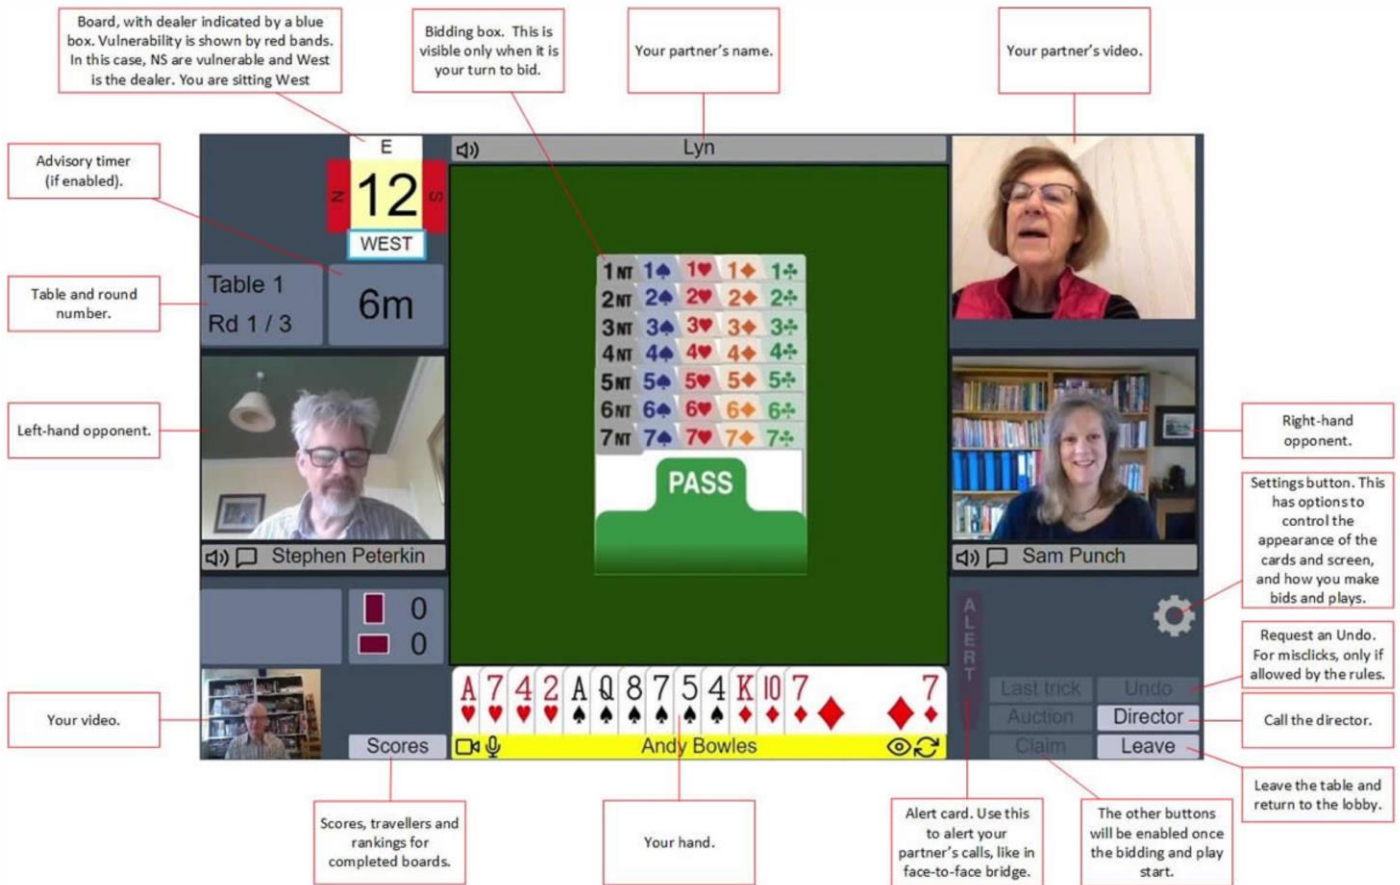 Board, with dealer indicated by a blue
box. Vulnerability is shown by red bands.
In this case, NS are vulnerable and West
is the dealer. You are sitting West
Bidding box. This is
visible only when it is
your turn to bid.
Your partner's name.
Your partner's video.
Advisory timer
(if enabled).
Table and round
number.
Left-hand opponent.
Your video.
E
N 12 S
WEST
Table 1
Rd 1 / 3
6m
Lyn
1NT 1♠ 1♥ 1♦ 1♣
2NT 2♠ 2♥ 2♦ 2♣
3NT 3♠ 3♥ 3♦ 3♣
4NT 4♠ 4♥ 4♦ 4♣
5NT 5♠ 5♥ 5♦ 5♣
6NT 6♠ 6♥ 6♦ 6♣
7NT 7♠ 7♥ 7♦ 7♣
PASS
Stephen Peterkin
Sam Punch
0
0
Scores
A 7 4 2 A Q 8 7 5 4 K 10 7 7
♥ ♥ ♥ ♥ ♠ ♠ ♠ ♠ ♠ ♠ ♦ ♦ ♦ ♦ ♦ ♦
Andy Bowles
ALERT
Last trick Undo
Auction Director
Claim Leave
Right-hand
opponent.
Settings button. This
has options to
control the
appearance of the
cards and screen,
and how you make
bids and plays.
Request an Undo.
For misclicks, only if
allowed by the rules.
Call the director.
Leave the table and
return to the lobby.
Scores, travellers and
rankings for
completed boards.
Your hand.
Alert card. Use this
to alert your
partner's calls, like in
face-to-face bridge.
The other buttons
will be enabled once
the bidding and play
start.